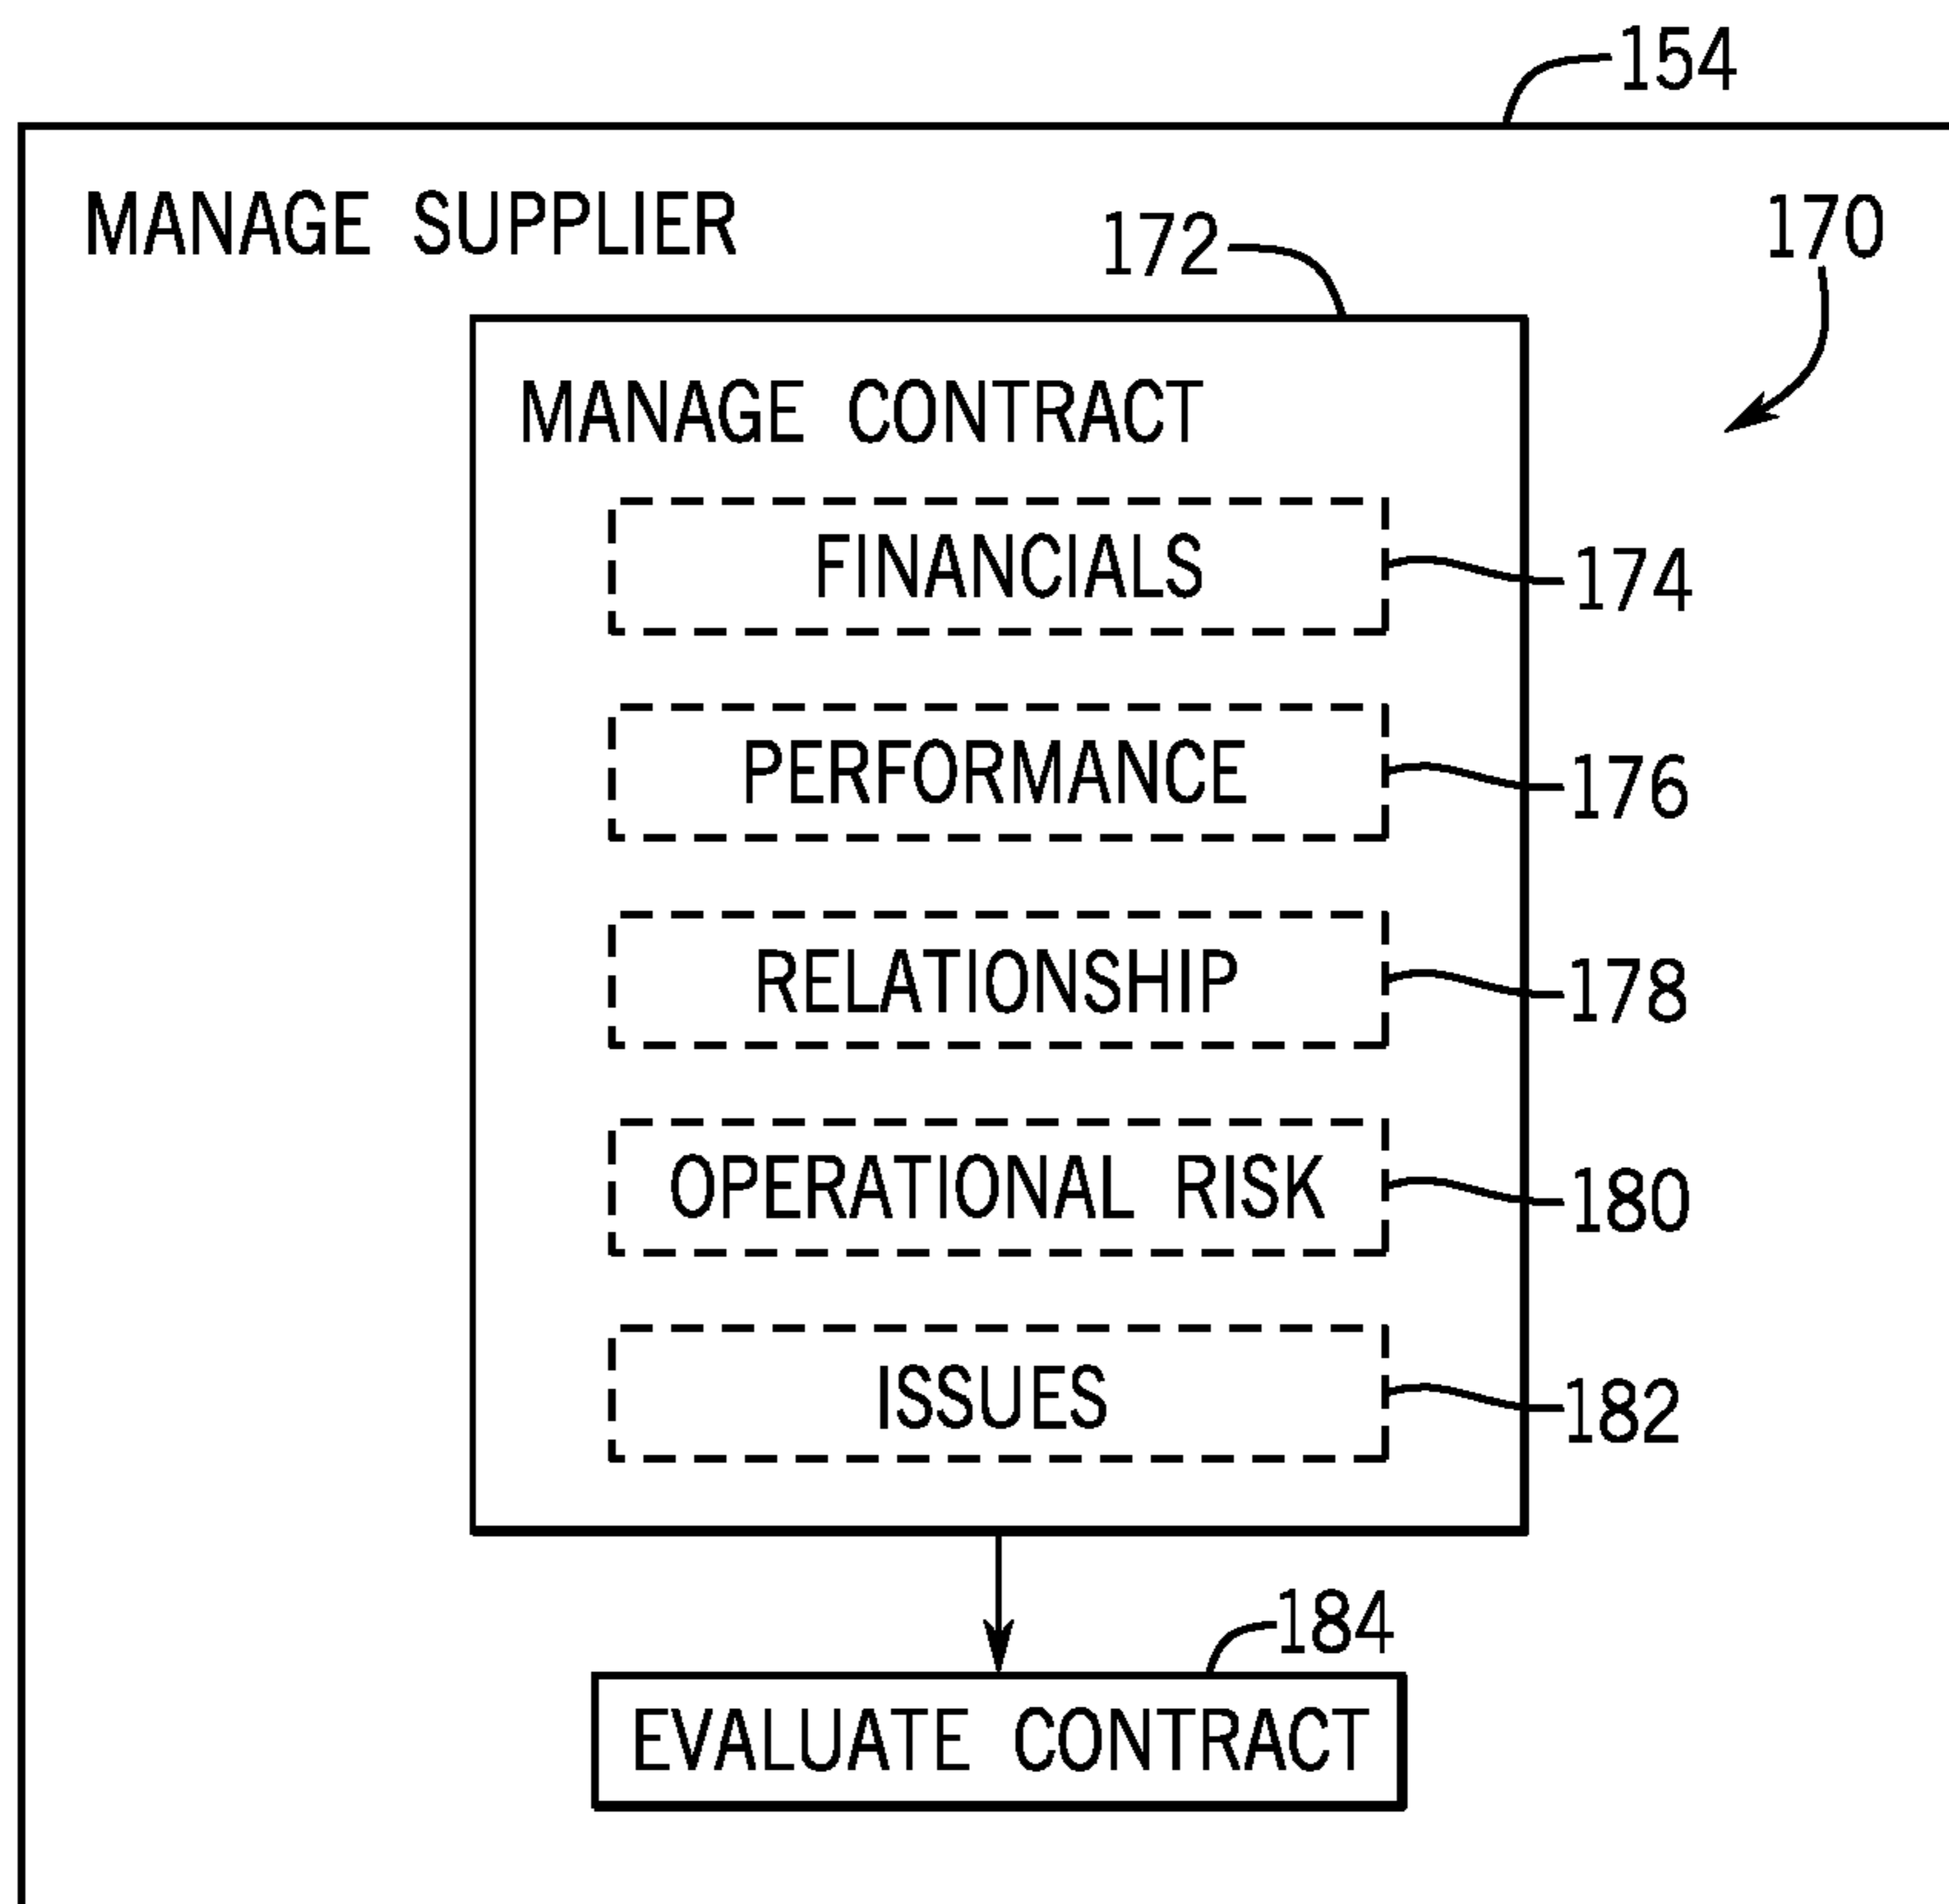 154
MANAGE SUPPLIER
172
170
MANAGE CONTRACT
FINANCIALS
174
PERFORMANCE
176
RELATIONSHIP
178
OPERATIONAL RISK
180
ISSUES
182
184
EVALUATE CONTRACT